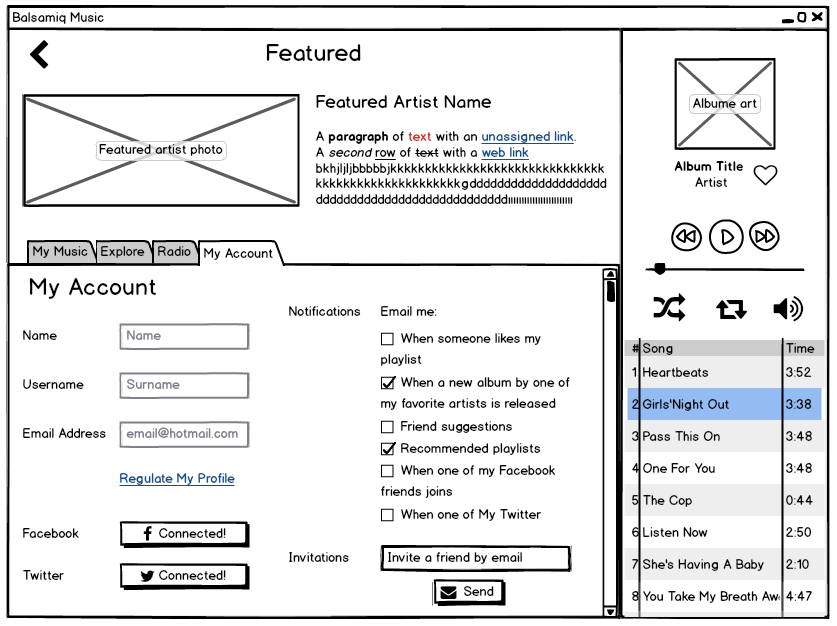 Balsamiq Music
Featured
Featured artist photo
Featured Artist Name
A paragraph of text with an unassigned link.
A second row of text with a web link
My Music
Explore
Radio
My Account
My Account
Name
Name
Username
Surname
Email Address
email@hotmail.com
Regulate My Profile
Facebook
Connected!
Twitter
Connected!
Notifications
Email me:
When someone likes my
playlist
When a new album by one of
my favorite artists is released
Friend suggestions
Recommended playlists
When one of my Facebook
friends joins
When one of My Twitter
Invitations
Invite a friend by email
Send
Albume art
Album Title
Artist
# Song Time
1 Heartbeats 3:52
2 Girls'Night Out 3:38
3 Pass This On 3:48
4 One For You 3:48
5 The Cop 0:44
6 Listen Now 2:50
7 She's Having A Baby 2:10
8 You Take My Breath Aw 4:47